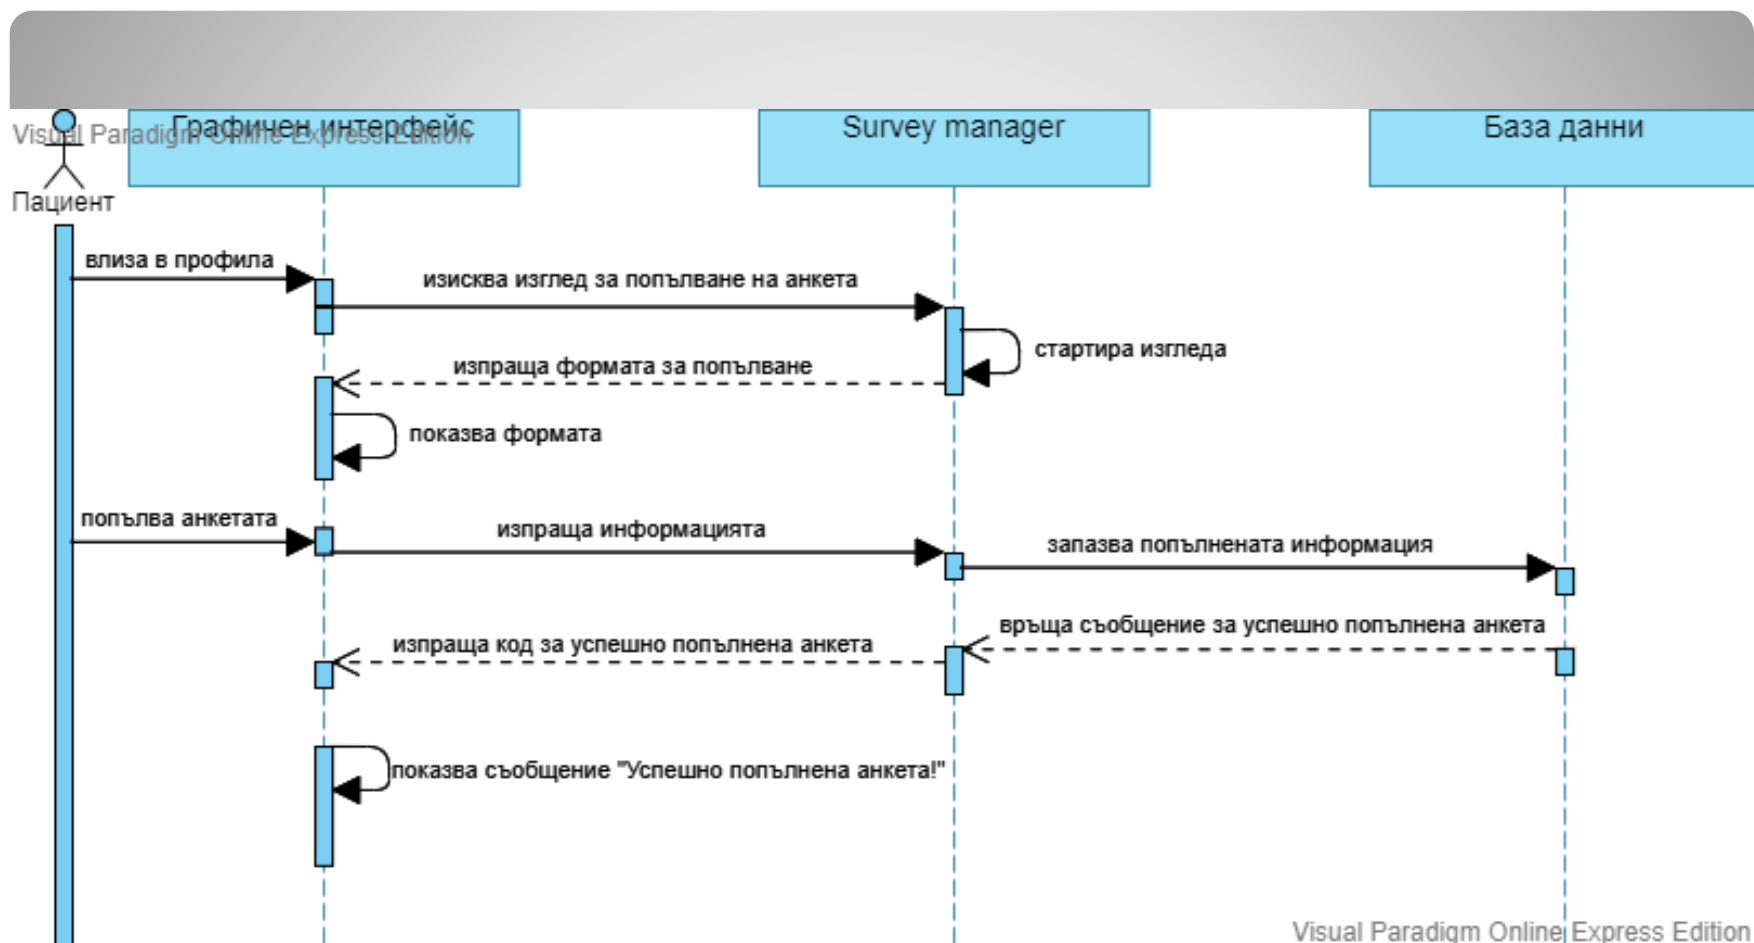 Графичен интерфейс
Survey manager
База данни
Visual Paradigm Online Express Edition
Пациент
влиза в профила
изисква изглед за попълване на анкета
стартира изгледа
изпраща формата за попълване
показва формата
попълва анкетата
изпраща информацията
запазва попълнената информация
връща съобщение за успешно попълнена анкета
изпраща код за успешно попълнена анкета
показва съобщение "Успешно попълнена анкета!"
Visual Paradigm Online Express Edition